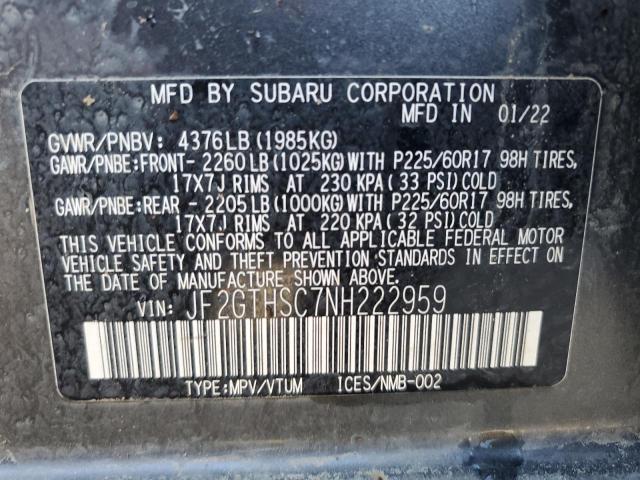 MFD BY SUBARU CORPORATION
MFD IN 01/22
GVWR/PNBV: 4376LB (1985KG)
GAWR/PNBE:FRONT- 2260LB (1025KG) WITH P225/60R17 98H TIRES,
17X7J RIMS AT 230 KPA (33 PSI) COLD
GAWR/PNBE:REAR - 2205LB (1000KG) WITH P225/60R17 98H TIRES,
17X7J RIMS AT 220 KPA (32 PSI) COLD
THIS VEHICLE CONFORMS TO ALL APPLICABLE FEDERAL MOTOR
VEHICLE SAFETY AND THEFT PREVENTION STANDARDS IN EFFECT ON
THE DATE OF MANUFACTURE SHOWN ABOVE.
VIN: JF2GTHSC7NH222959
TYPE:MPV/VTUM ICES/NMB-002